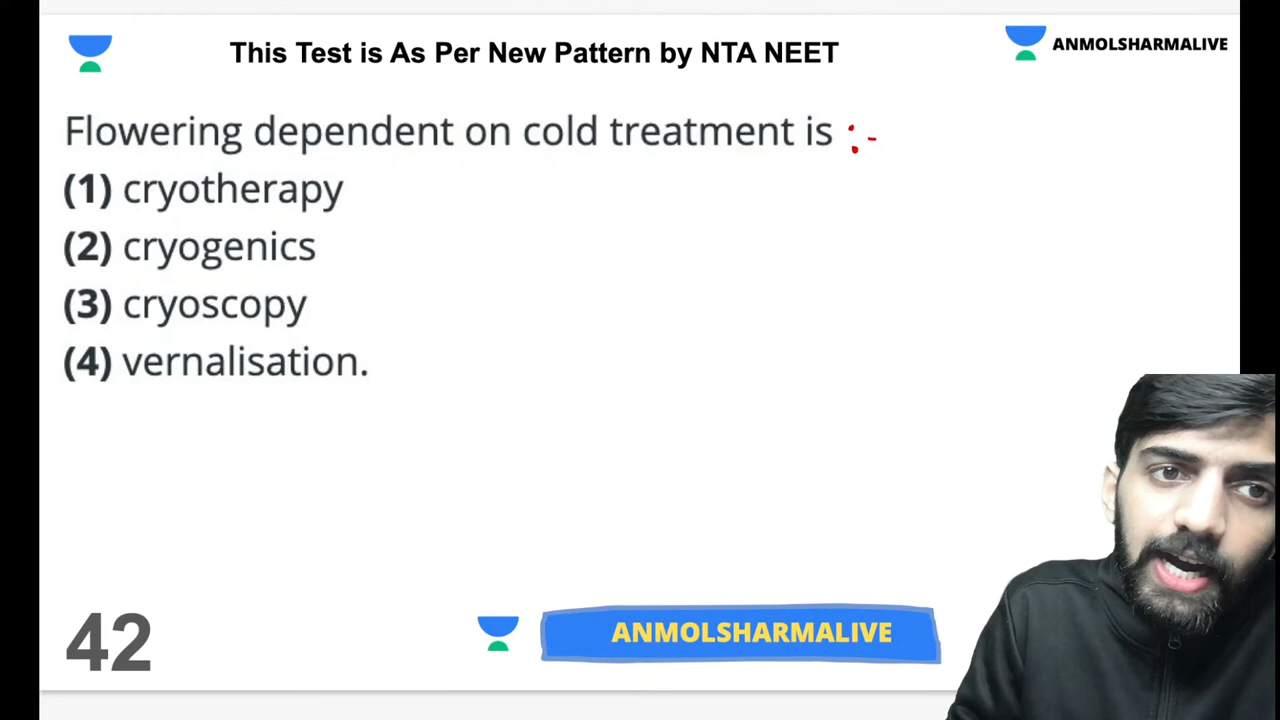 This Test is As Per New Pattern by NTA NEET
ANMOLSHARMALIVE
Flowering dependent on cold treatment is :-
(1) cryotherapy
(2) cryogenics
(3) cryoscopy
(4) vernalisation.
42
ANMOLSHARMALIVE